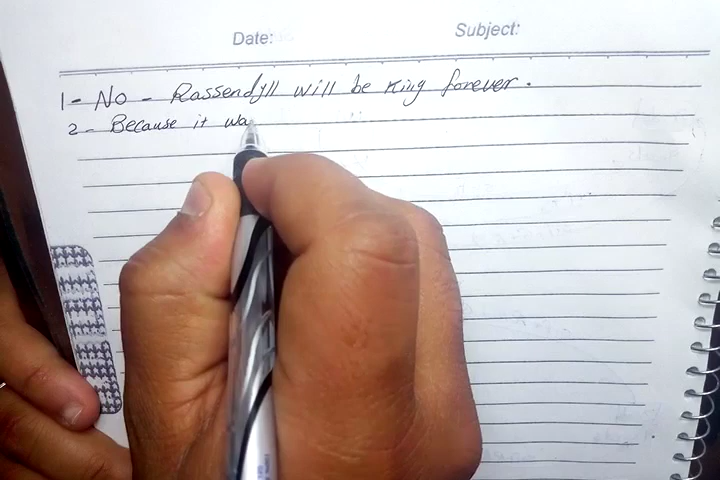 Date: Subject:
1- No - Rassendyll will be King forever.
2- Because it wa